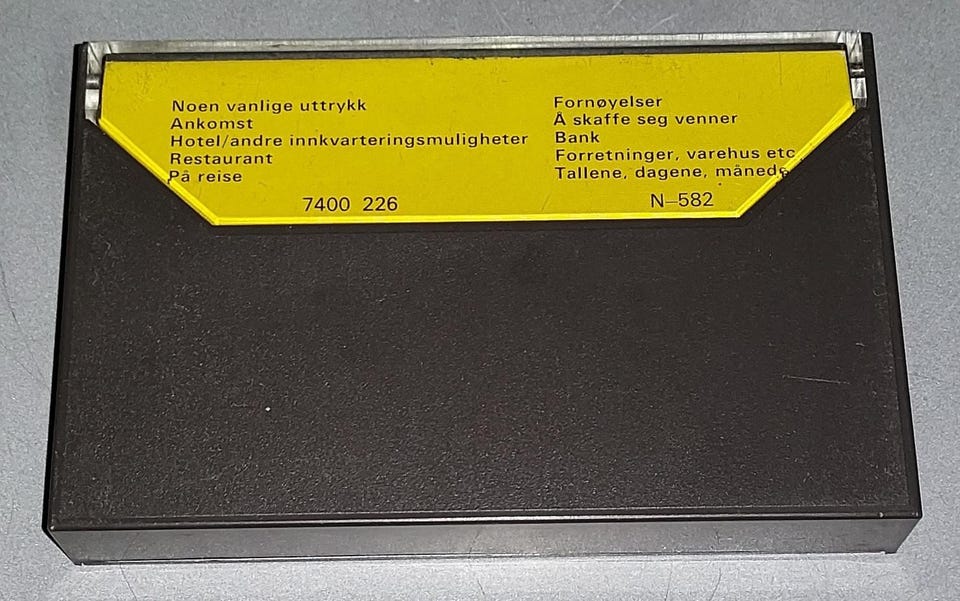 Noen vanlige uttrykk
Ankomst
Hotel/andre innkvarteringsmuligheter
Restaurant
På reise
7400 226
Fornøyelser
Å skaffe seg venner
Bank
Forretninger, varehus etc
Tallene, dagene, månede
N–582